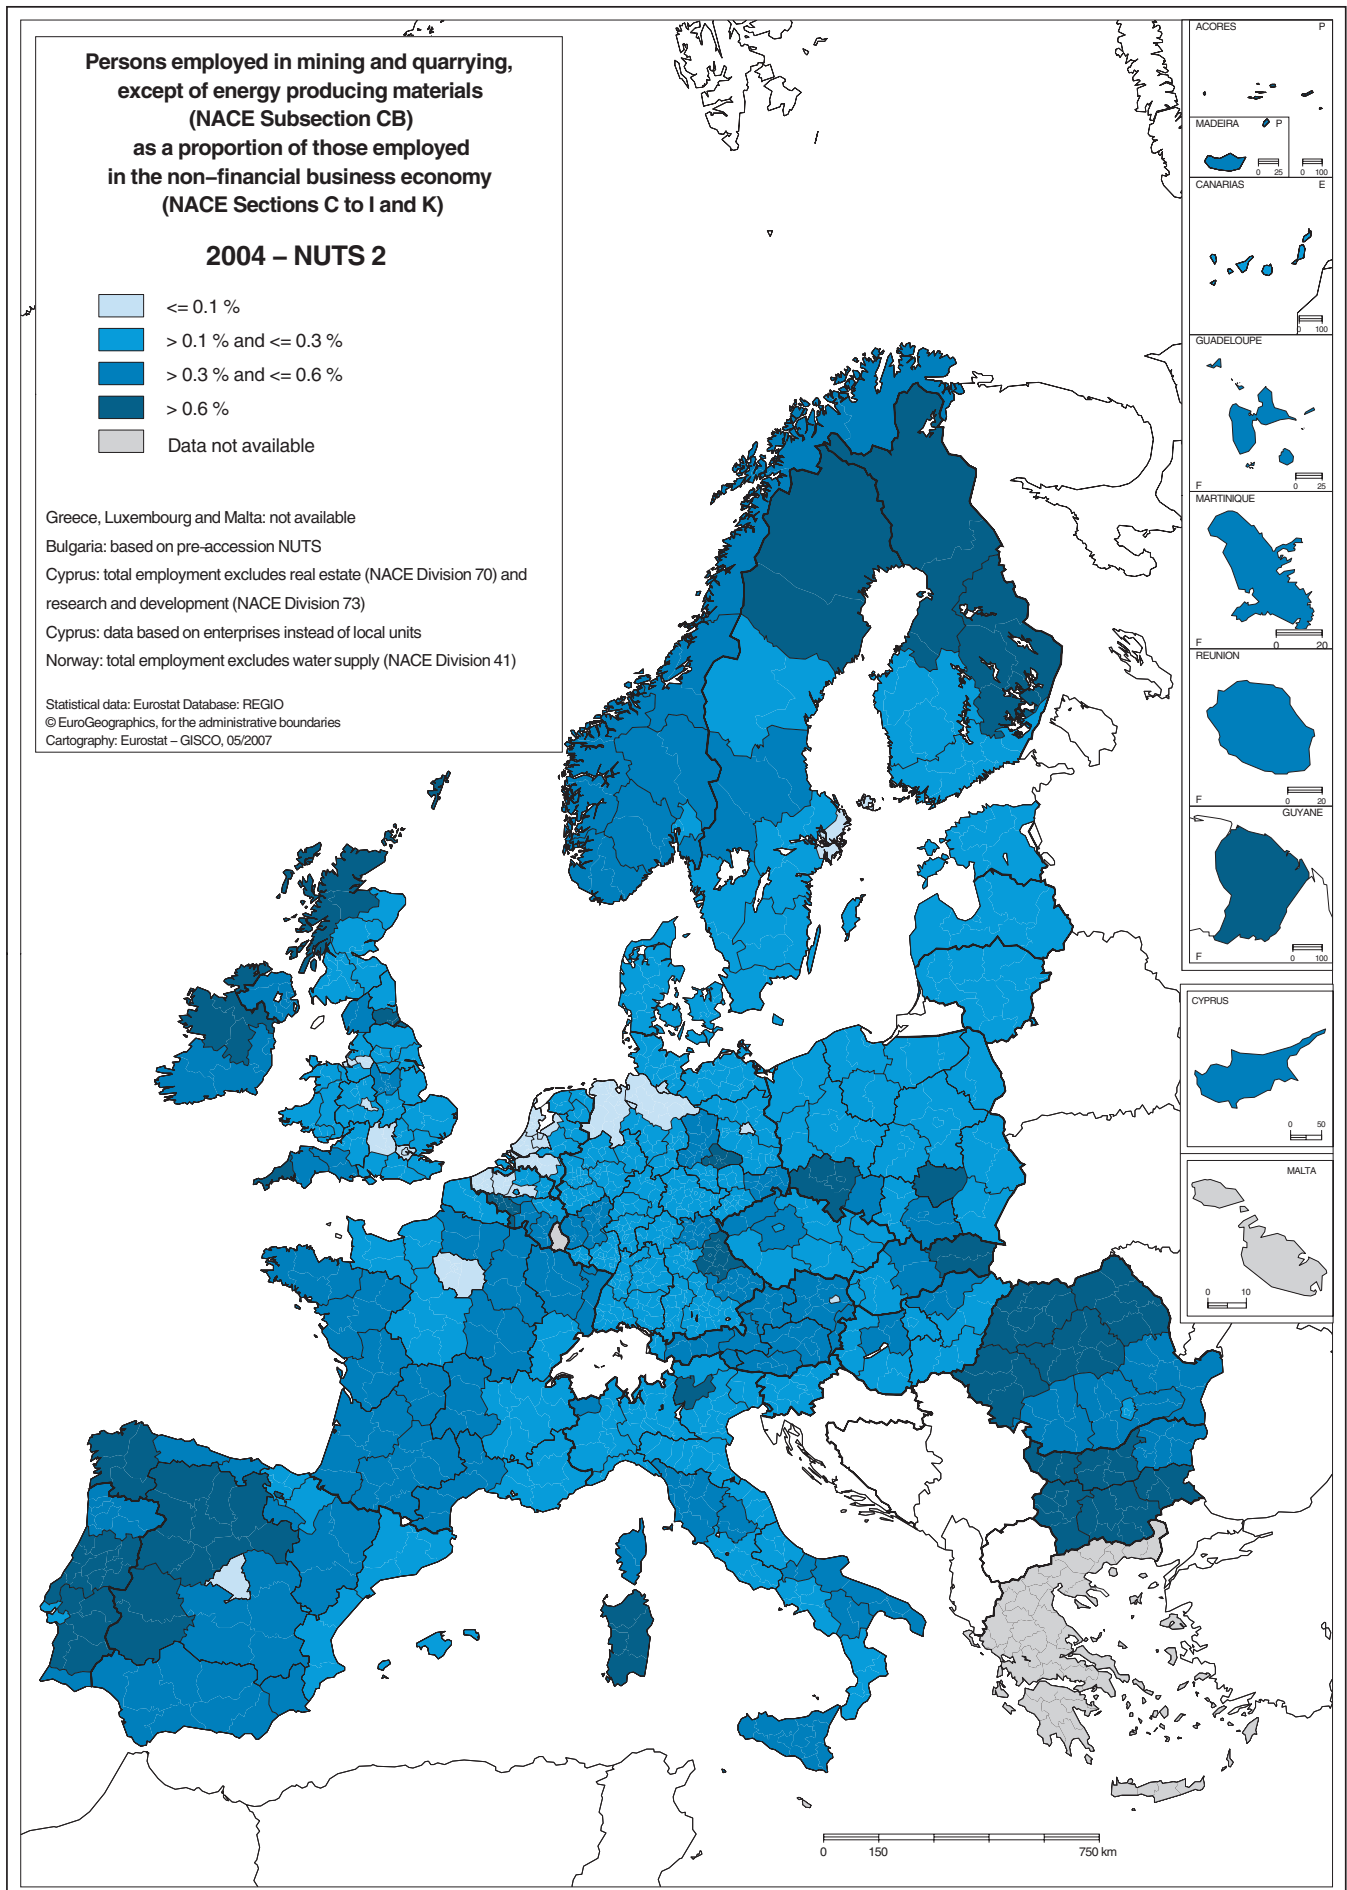 Persons employed in mining and quarrying,
except of energy producing materials
(NACE Subsection CB)
as a proportion of those employed
in the non–financial business economy
(NACE Sections C to I and K)
2004 – NUTS 2
<= 0.1 %
> 0.1 % and <= 0.3 %
> 0.3 % and <= 0.6 %
> 0.6 %
Data not available
Greece, Luxembourg and Malta: not available
Bulgaria: based on pre-accession NUTS
Cyprus: total employment excludes real estate (NACE Division 70) and
research and development (NACE Division 73)
Cyprus: data based on enterprises instead of local units
Norway: total employment excludes water supply (NACE Division 41)
Statistical data: Eurostat Database: REGIO
© EuroGeographics, for the administrative boundaries
Cartography: Eurostat – GISCO, 05/2007
ACORES P
MADEIRA P
0 25
0 100
CANARIAS E
0 100
GUADELOUPE
F
0 25
MARTINIQUE
F
0 20
REUNION
F
0 20
GUYANE
F
0 100
CYPRUS
0 50
MALTA
0 10
0 150 750 km